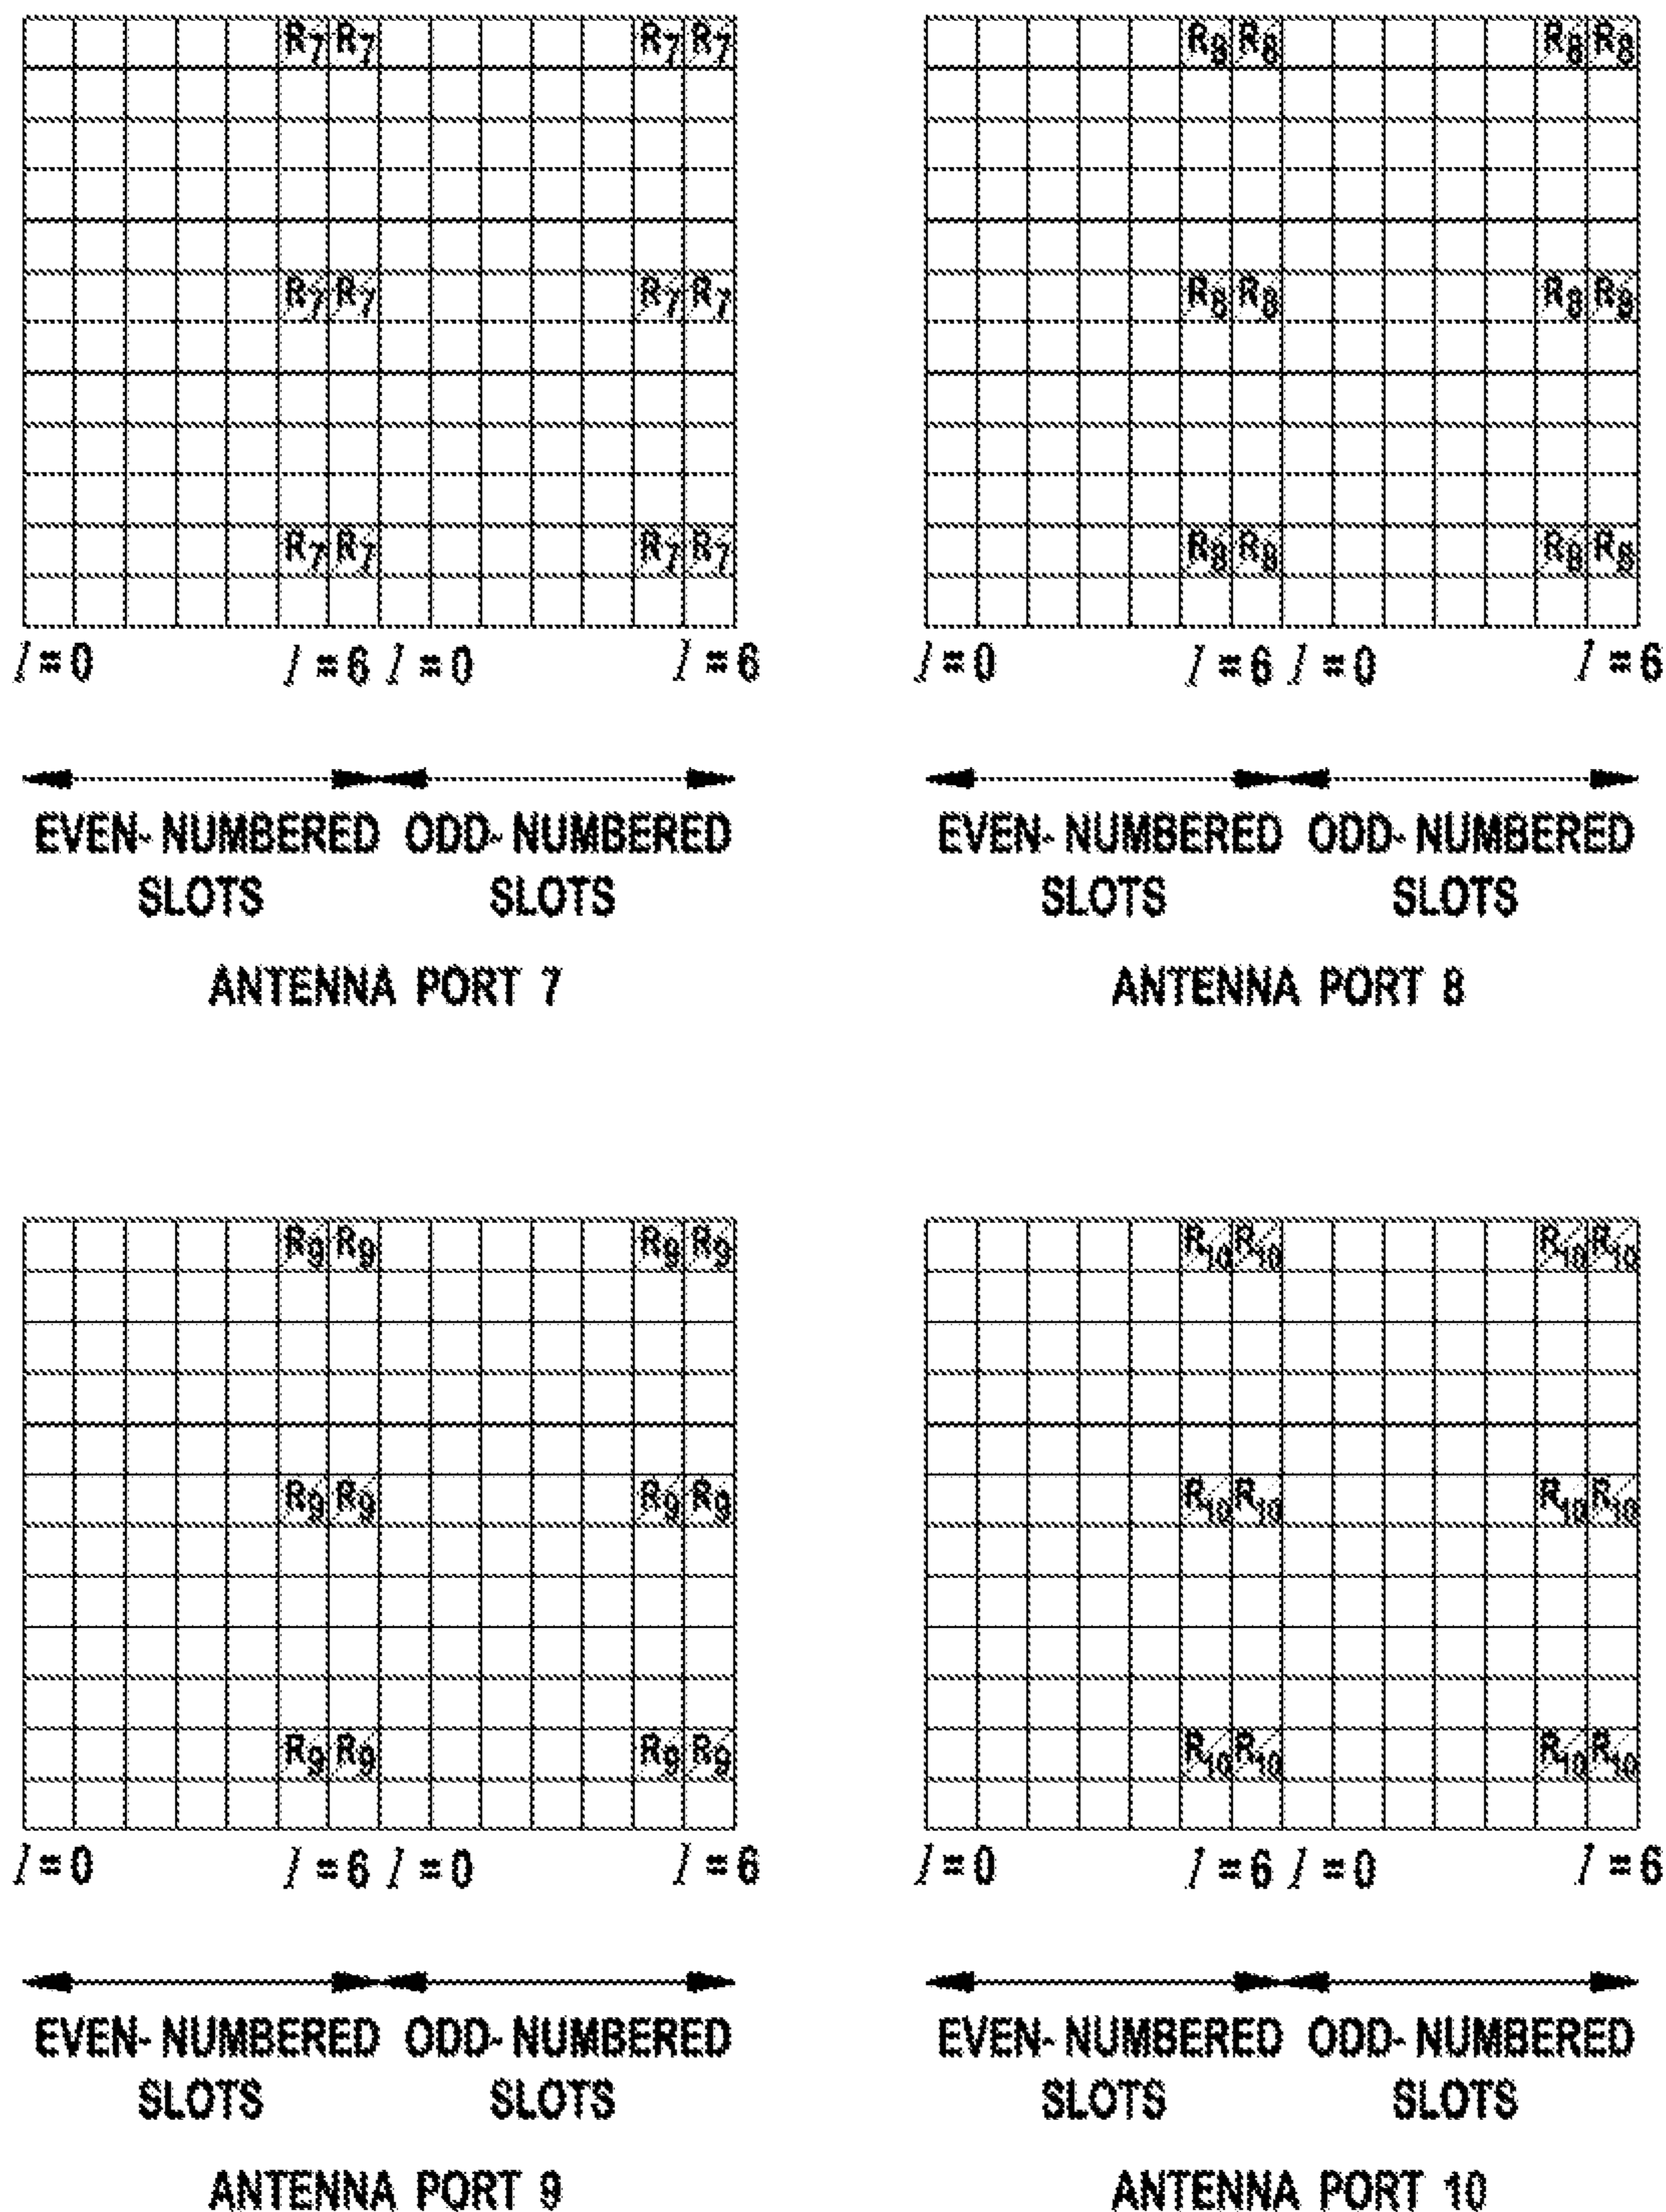 R7 R7 R7 R7
R7 R7 R7 R7
R7 R7 R7 R7
l = 0 l = 6 l = 0 l = 6
EVEN- NUMBERED ODD- NUMBERED
SLOTS SLOTS
ANTENNA PORT 7
R8 R8 R8 R8
R8 R8 R8 R8
R8 R8 R8 R8
l = 0 l = 6 l = 0 l = 6
EVEN- NUMBERED ODD- NUMBERED
SLOTS SLOTS
ANTENNA PORT 8
R9 R9 R9 R9
R9 R9 R9 R9
R9 R9 R9 R9
l = 0 l = 6 l = 0 l = 6
EVEN- NUMBERED ODD- NUMBERED
SLOTS SLOTS
ANTENNA PORT 9
R10 R10 R10 R10
R10 R10 R10 R10
R10 R10 R10 R10
l = 0 l = 6 l = 0 l = 6
EVEN- NUMBERED ODD- NUMBERED
SLOTS SLOTS
ANTENNA PORT 10